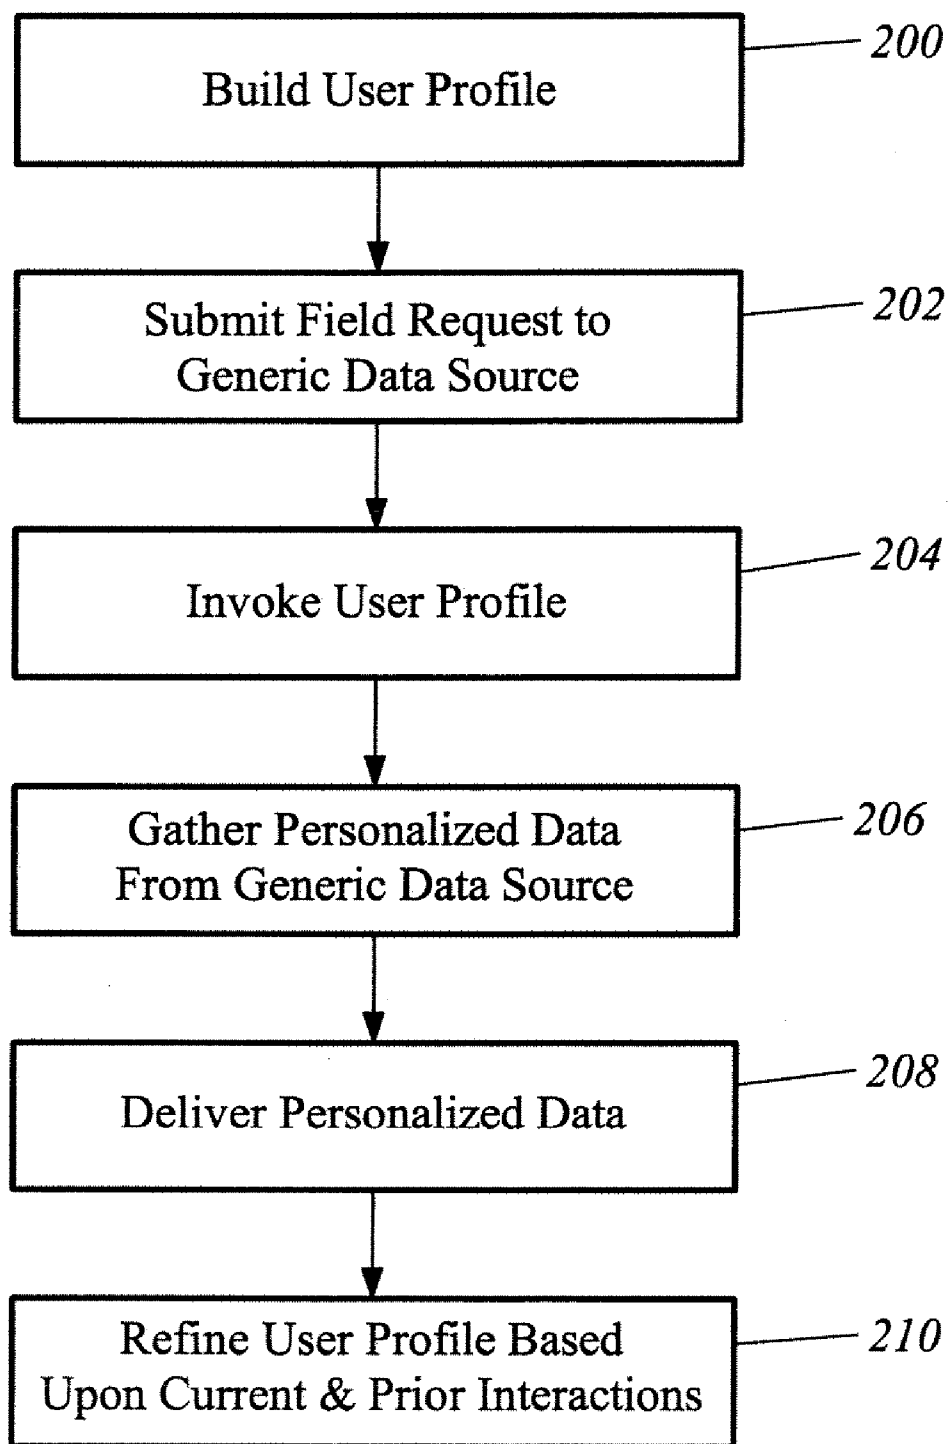 Build User Profile
200
Submit Field Request to
Generic Data Source
202
Invoke User Profile
204
Gather Personalized Data
From Generic Data Source
206
Deliver Personalized Data
208
Refine User Profile Based
Upon Current & Prior Interactions
210